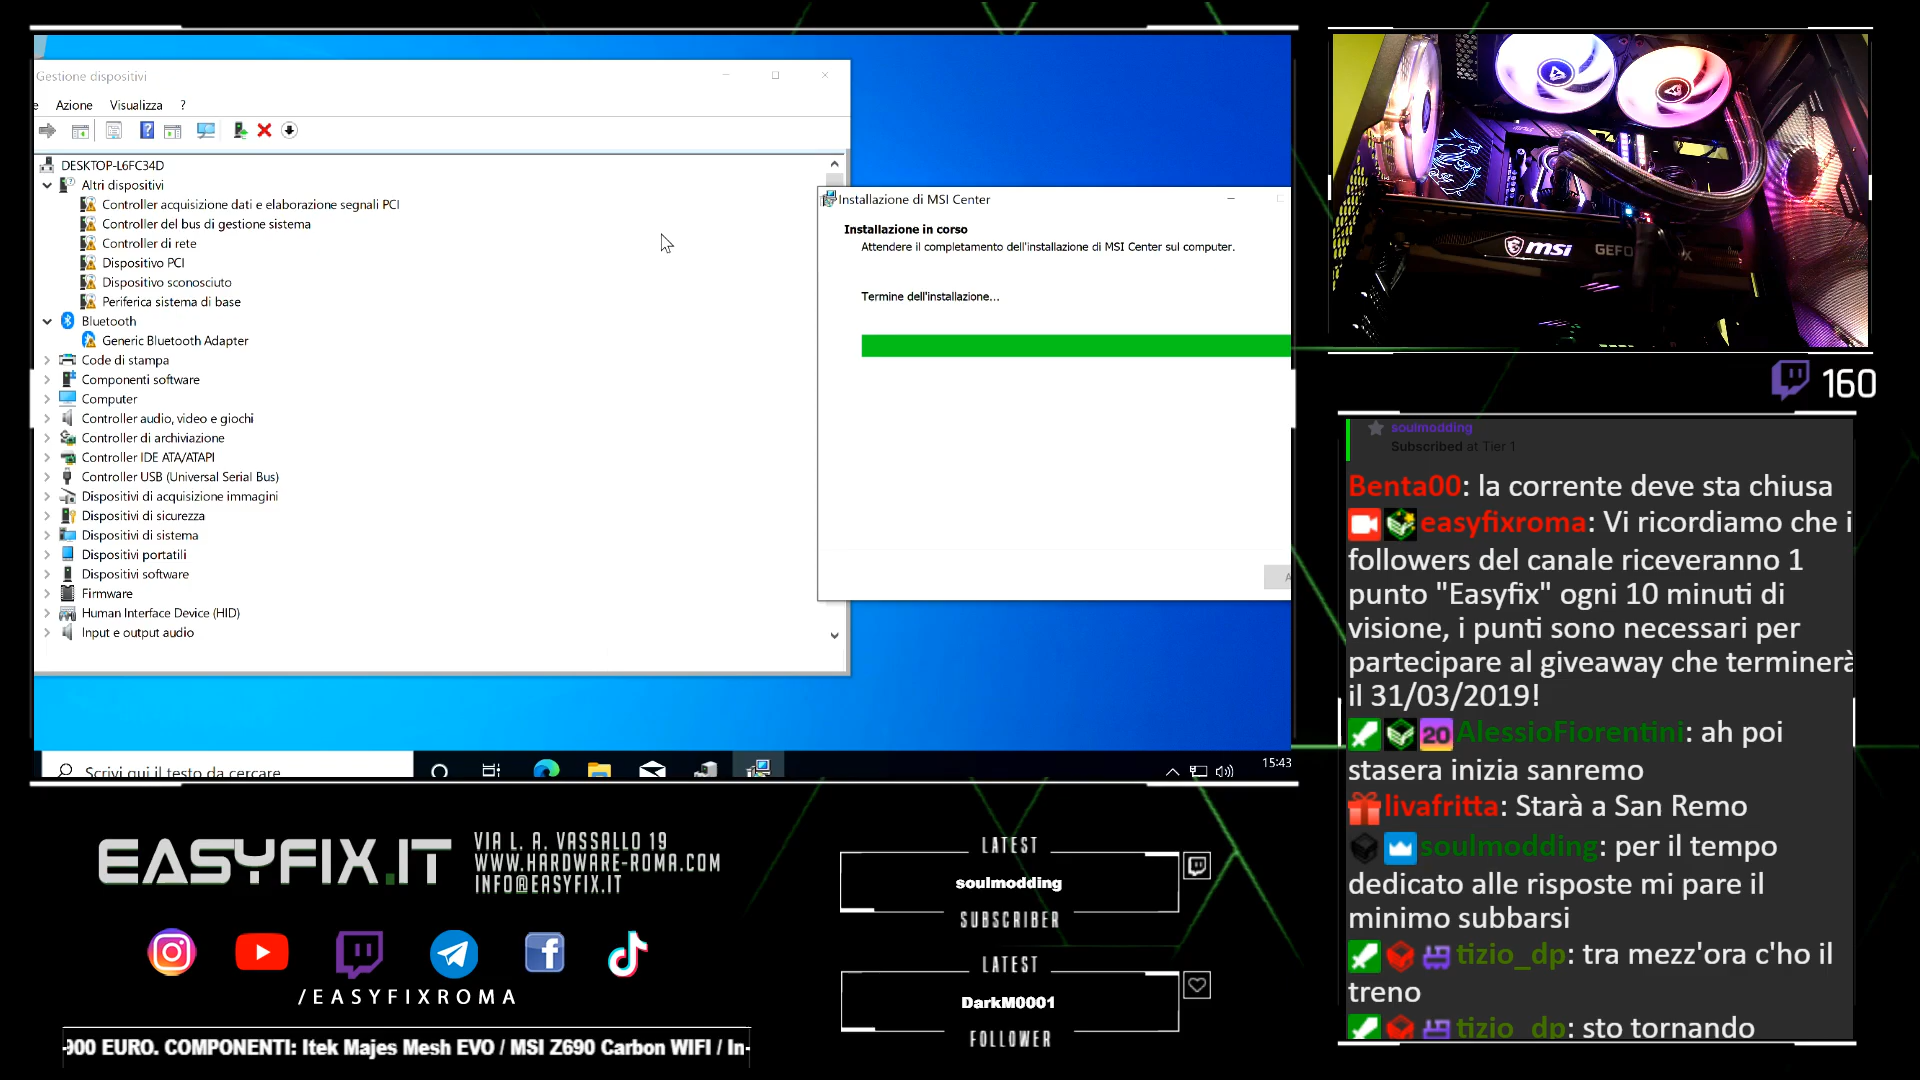 Gestione dispositivi
e Azione Visualizza ?
DESKTOP-L6FC34D
Altri dispositivi
Controller acquisizione dati e elaborazione segnali PCI
Controller del bus di gestione sistema
Controller di rete
Dispositivo PCI
Dispositivo sconosciuto
Periferica sistema di base
Bluetooth
Generic Bluetooth Adapter
Code di stampa
Componenti software
Computer
Controller audio, video e giochi
Controller di archiviazione
Controller IDE ATA/ATAPI
Controller USB (Universal Serial Bus)
Dispositivi di acquisizione immagini
Dispositivi di sicurezza
Dispositivi di sistema
Dispositivi portatili
Dispositivi software
Firmware
Human Interface Device (HID)
Input e output audio
Installazione di MSI Center
Installazione in corso
Attendere il completamento dell'installazione di MSI Center sul computer.
Termine dell'installazione...
A
Scrivi qui il testo da cercare
15:43
msi
GEFO
160
soulmodding
Subscribed at Tier 1
Benta00: la corrente deve sta chiusa
easyfixroma: Vi ricordiamo che i
followers del canale riceveranno 1
punto "Easyfix" ogni 10 minuti di
visione, i punti sono necessari per
partecipare al giveaway che terminerà
il 31/03/2019!
20 AlessioFiorentini: ah poi
stasera inizia sanremo
livafritta: Starà a San Remo
soulmodding: per il tempo
dedicato alle risposte mi pare il
minimo subbarsi
tizio_dp: tra mezz'ora c'ho il
treno
tizio_dp: sto tornando
EASYFIX.IT
VIA L. A. VASSALLO 19
WWW.HARDWARE-ROMA.COM
INFO@EASYFIX.IT
/EASYFIXROMA
900 EURO. COMPONENTI: Itek Majes Mesh EVO / MSI Z690 Carbon WIFI / In-
LATEST
soulmodding
SUBSCRIBER
LATEST
DarkM0001
FOLLOWER